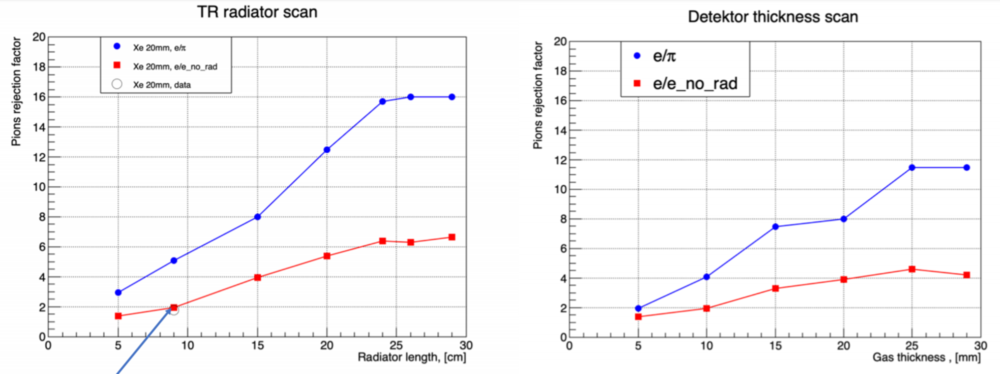 TR radiator scan
Pions rejection factor
20
18
16
14
12
10
8
6
4
2
0
Xe 20mm, e/π
Xe 20mm, e/e_no_rad
Xe 20mm, data
0 5 10 15 20 25 30
Radiator length, [cm]
Detektor thickness scan
Pions rejection factor
20
18
16
14
12
10
8
6
4
2
0
e/π
e/e_no_rad
0 5 10 15 20 25 30
Gas thickness , [mm]